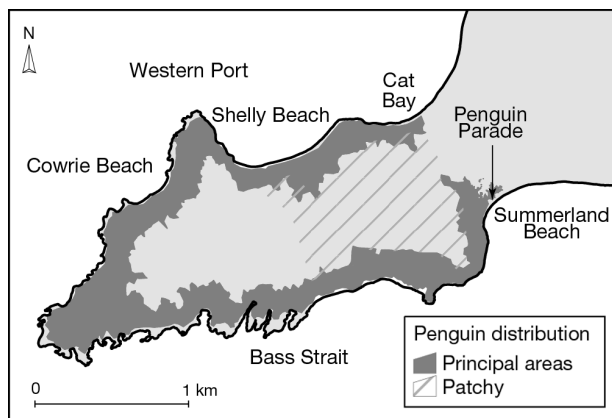 N
Western Port
Cat
Bay
Shelly Beach
Penguin
Parade
Cowrie Beach
Summerland
Beach
Bass Strait
Penguin distribution
Principal areas
Patchy
0 1 km